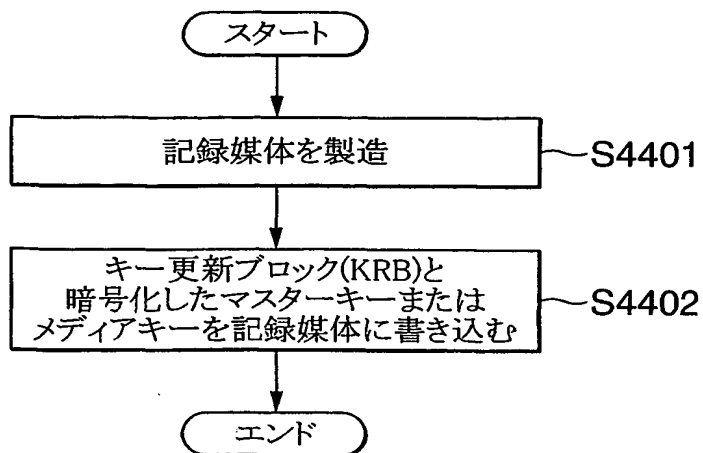 スタート
記録媒体を製造
S4401
キー更新ブロック(KRB)と
暗号化したマスターキーまたは
メディアキーを記録媒体に書き込む
S4402
エンド